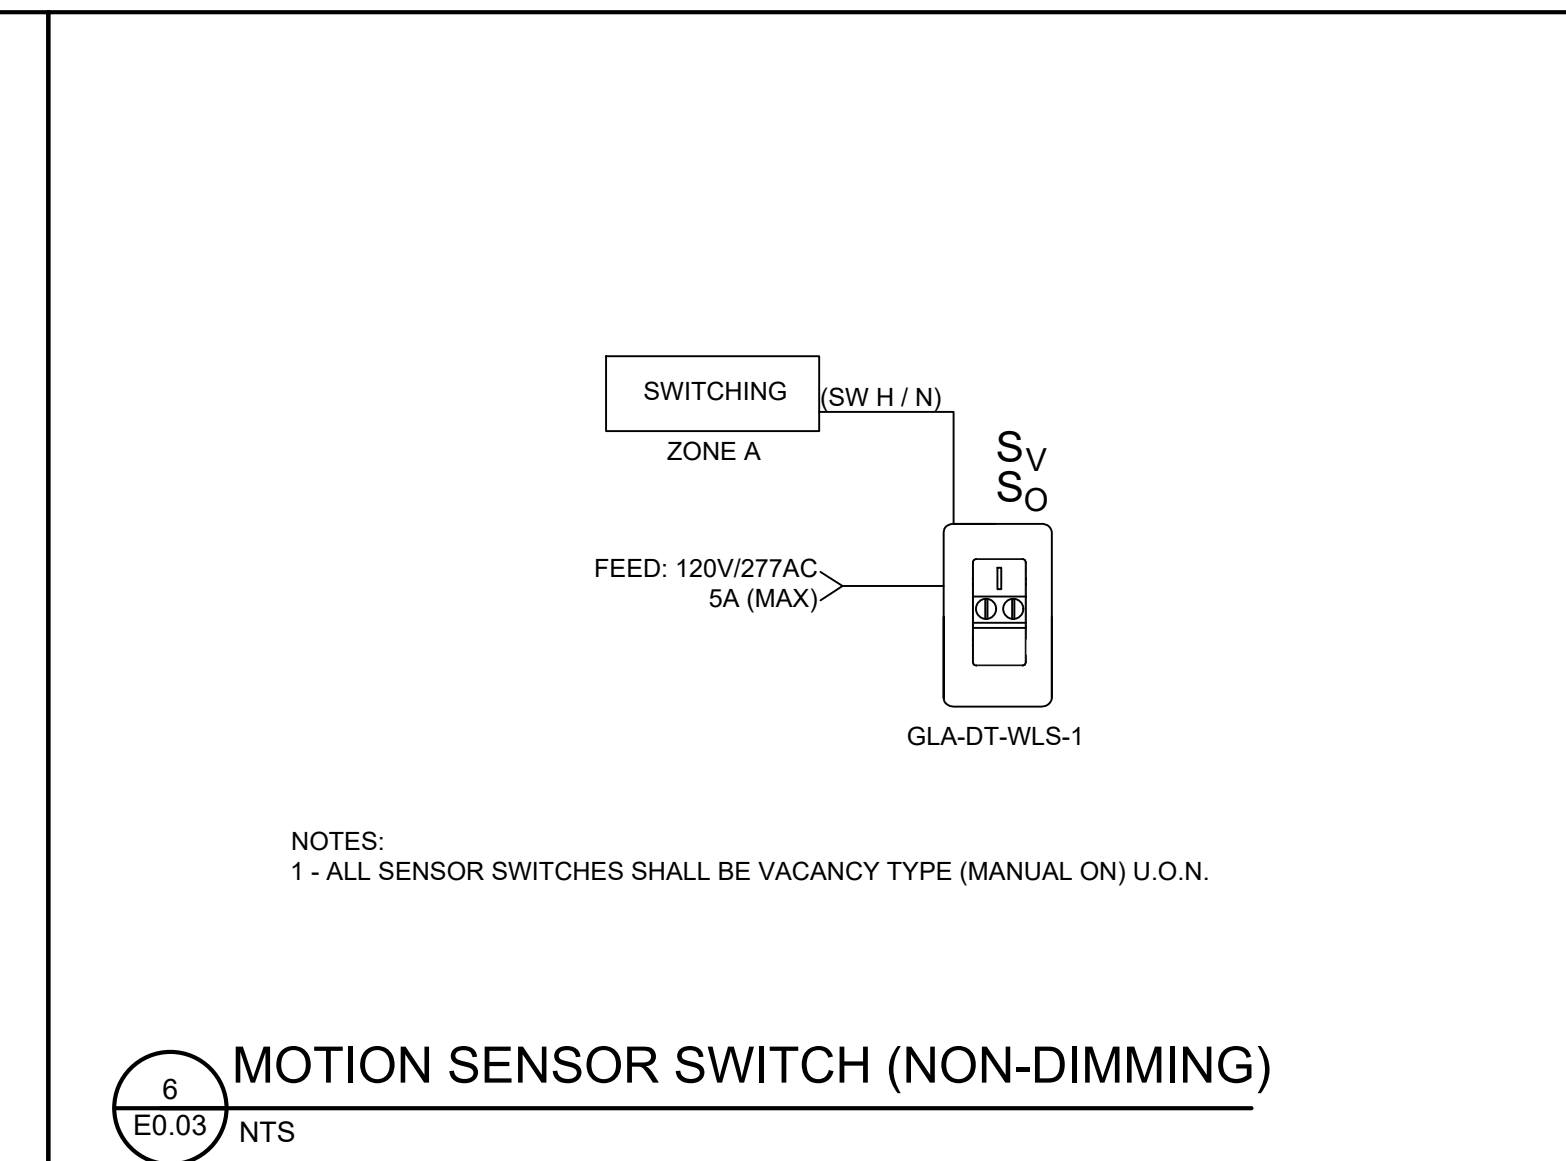 SWITCHING
(SW H / N)
ZONE A
SV
SO
FEED: 120V/277AC
5A (MAX)
GLA-DT-WLS-1
NOTES:
1 - ALL SENSOR SWITCHES SHALL BE VACANCY TYPE (MANUAL ON) U.O.N.
6
E0.03
MOTION SENSOR SWITCH (NON-DIMMING)
NTS